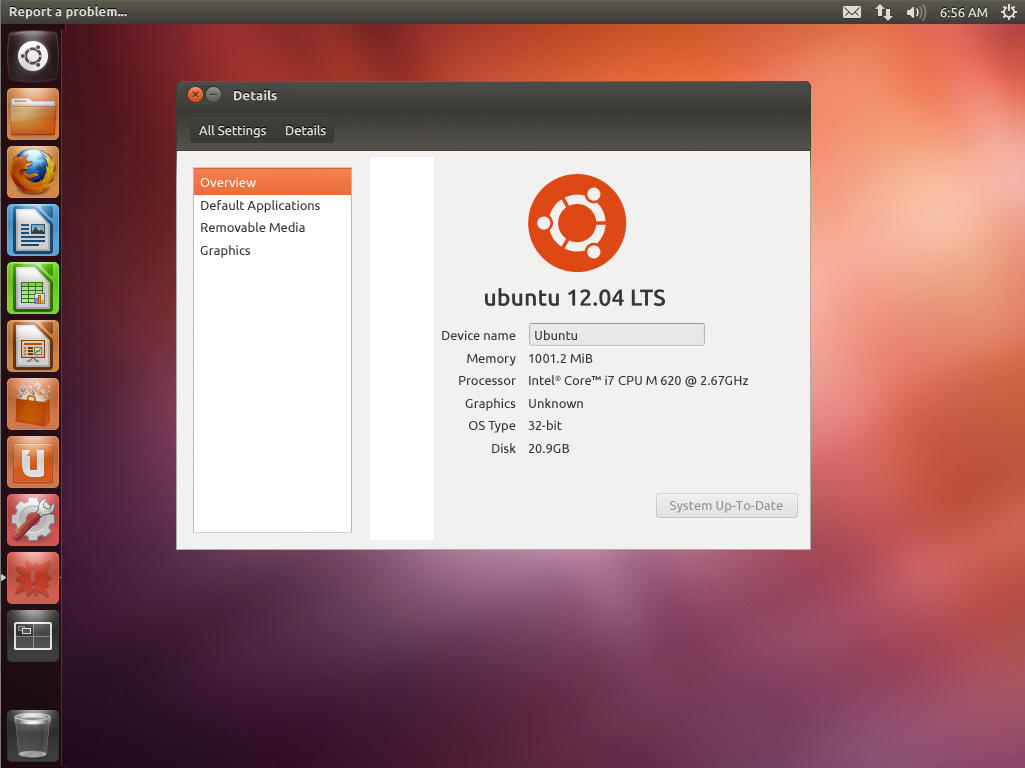 Report a problem...
6:56 AM
Details
All Settings
Details
Overview
Default Applications
Removable Media
Graphics
ubuntu 12.04 LTS
Device name Ubuntu
Memory 1001.2 MiB
Processor Intel® Core™ i7 CPU M 620 @ 2.67GHz
Graphics Unknown
OS Type 32-bit
Disk 20.9GB
System Up-To-Date